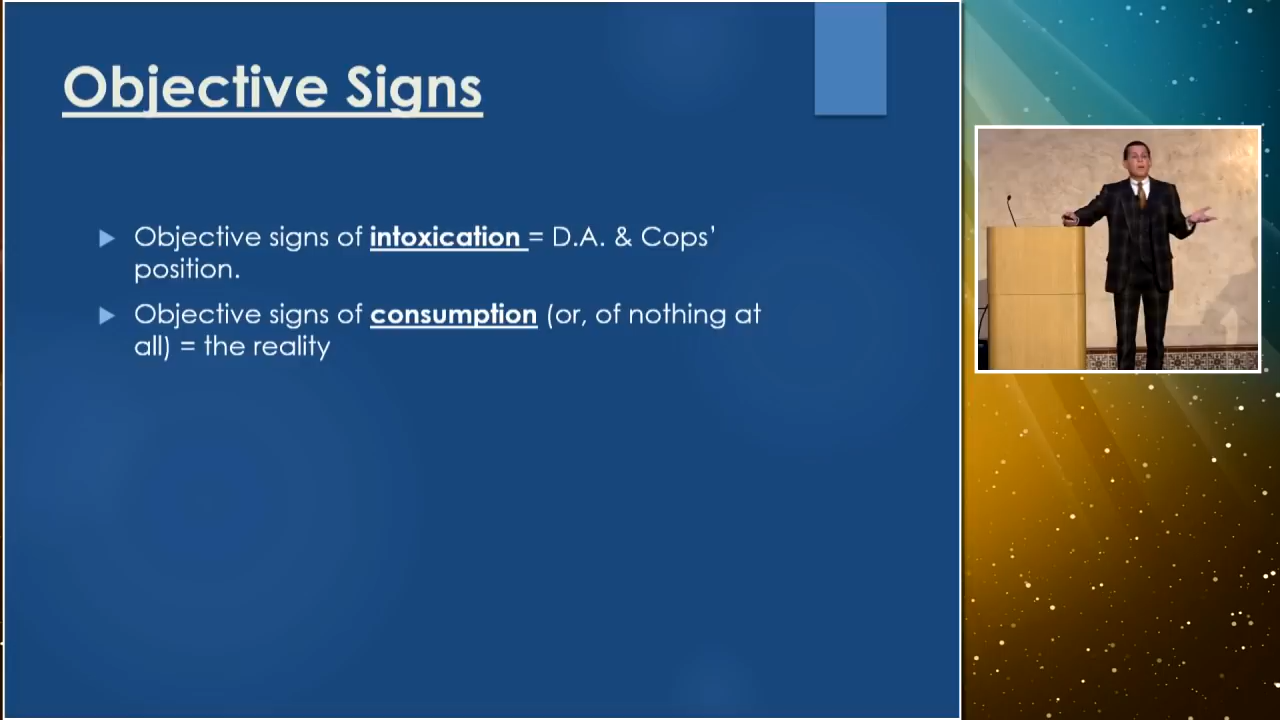 Objective Signs
Objective signs of intoxication = D.A. & Cops’
position.
Objective signs of consumption (or, of nothing at
all) = the reality